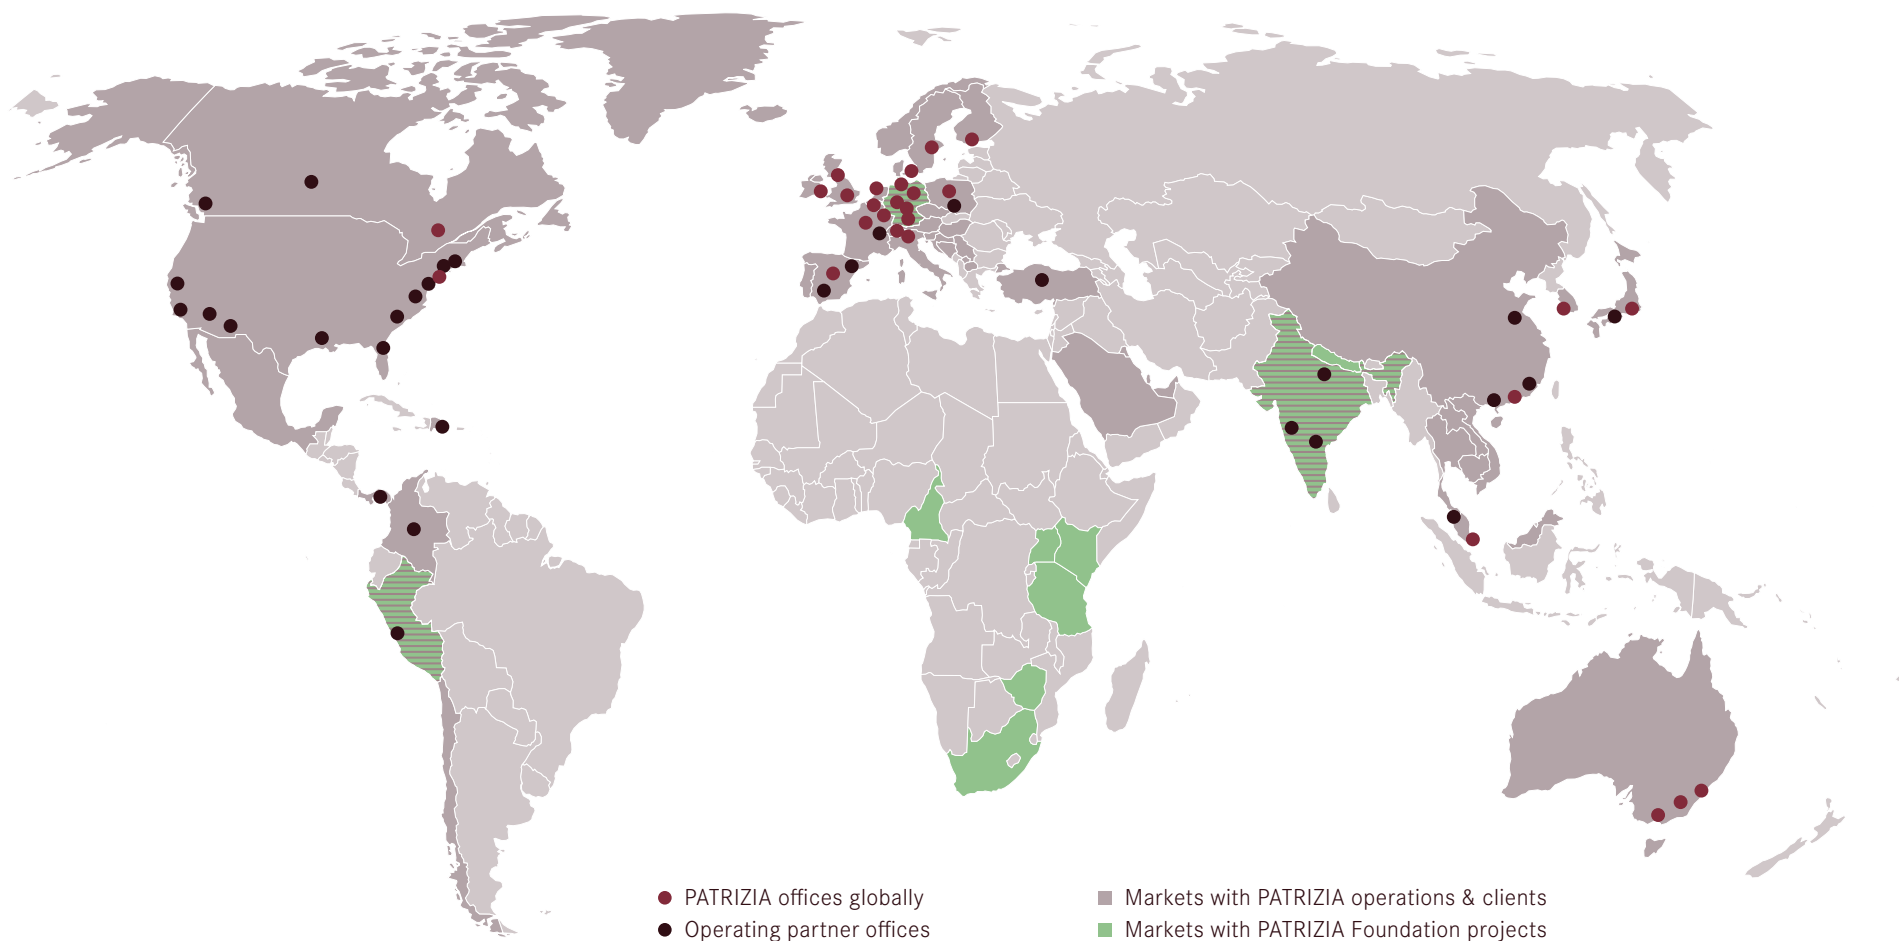 PATRIZIA offices globally
Operating partner offices
Markets with PATRIZIA operations & clients
Markets with PATRIZIA Foundation projects